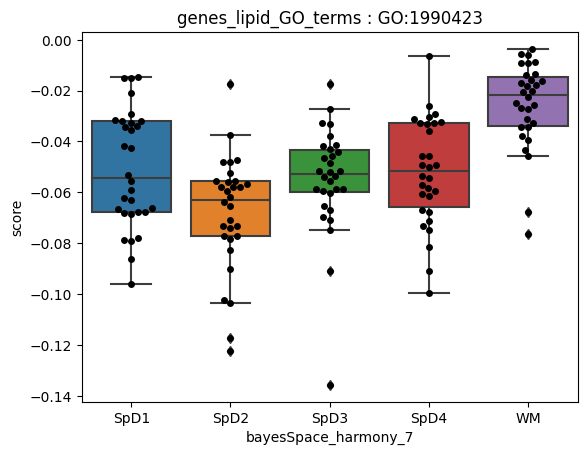 genes_lipid_GO_terms : GO:1990423
0.00
−0.02
−0.04
−0.06
−0.08
−0.10
−0.12
−0.14
score
SpD1 SpD2 SpD3 SpD4 WM
bayesSpace_harmony_7